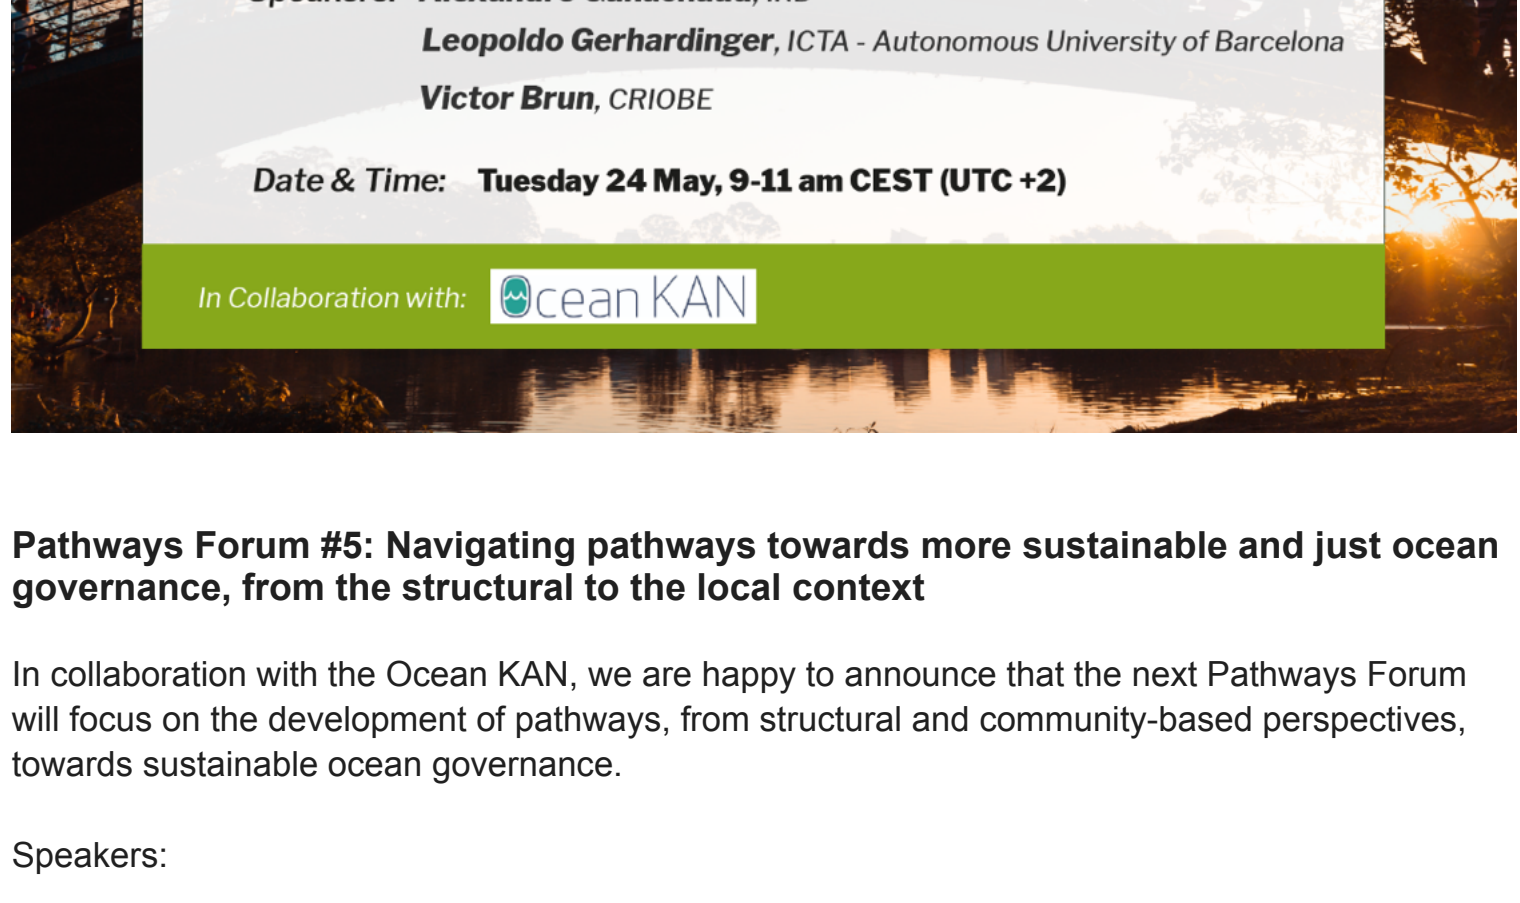 Leopoldo Gerhardinger, ICTA - Autonomous University of Barcelona
Victor Brun, CRIOBE
Date & Time: Tuesday 24 May, 9-11 am CEST (UTC +2)
In Collaboration with: Ocean KAN
Pathways Forum #5: Navigating pathways towards more sustainable and just ocean
governance, from the structural to the local context
In collaboration with the Ocean KAN, we are happy to announce that the next Pathways Forum
will focus on the development of pathways, from structural and community-based perspectives,
towards sustainable ocean governance.
Speakers: